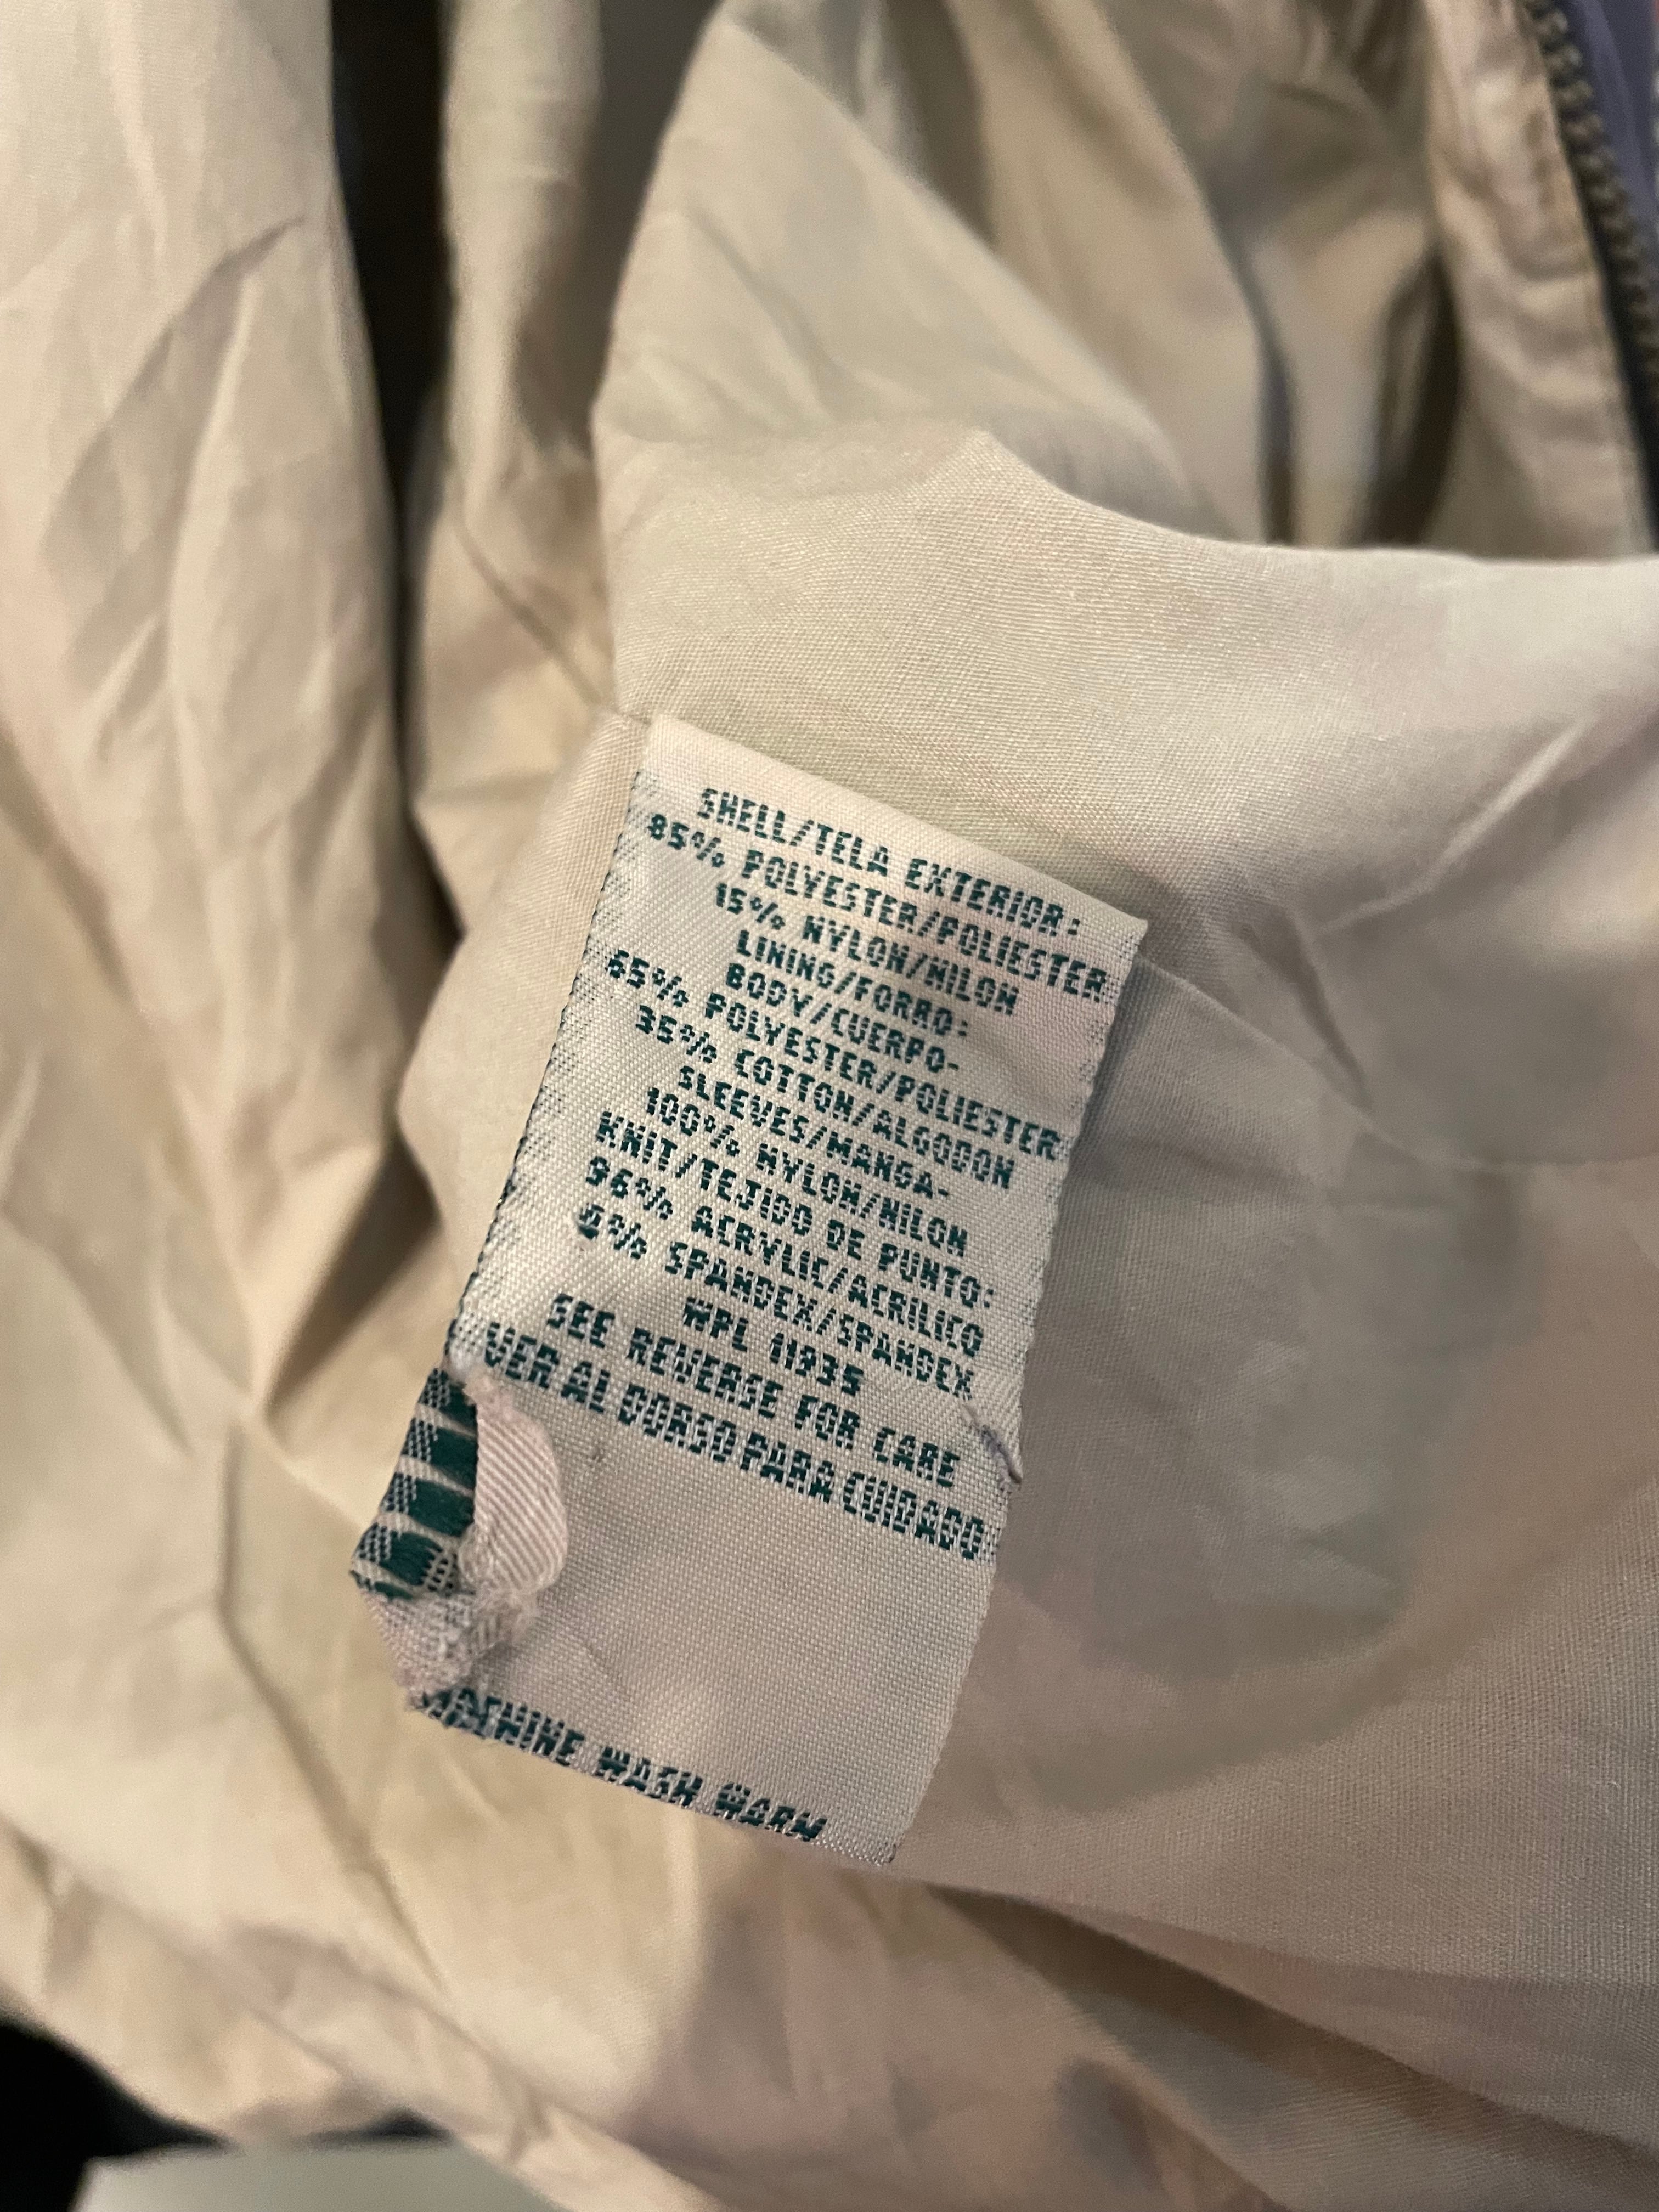 SHELL/TELA EXTERIOR:
85% POLYESTER/POLIESTER
15% NYLON/NILON
LINING/FORRO:
BODY/CUERPO-
65% POLYESTER/POLIESTER
35% COTTON/ALGODON
SLEEVES/MANGA-
100% NYLON/NILON
KNIT/TEJIDO DE PUNTO:
96% ACRYLIC/ACRILICO
4% SPANDEX/SPANDEX
WPL 11935
SEE REVERSE FOR CARE
VER AL DORSO PARA CUIDADO
MACHINE WASH WARM